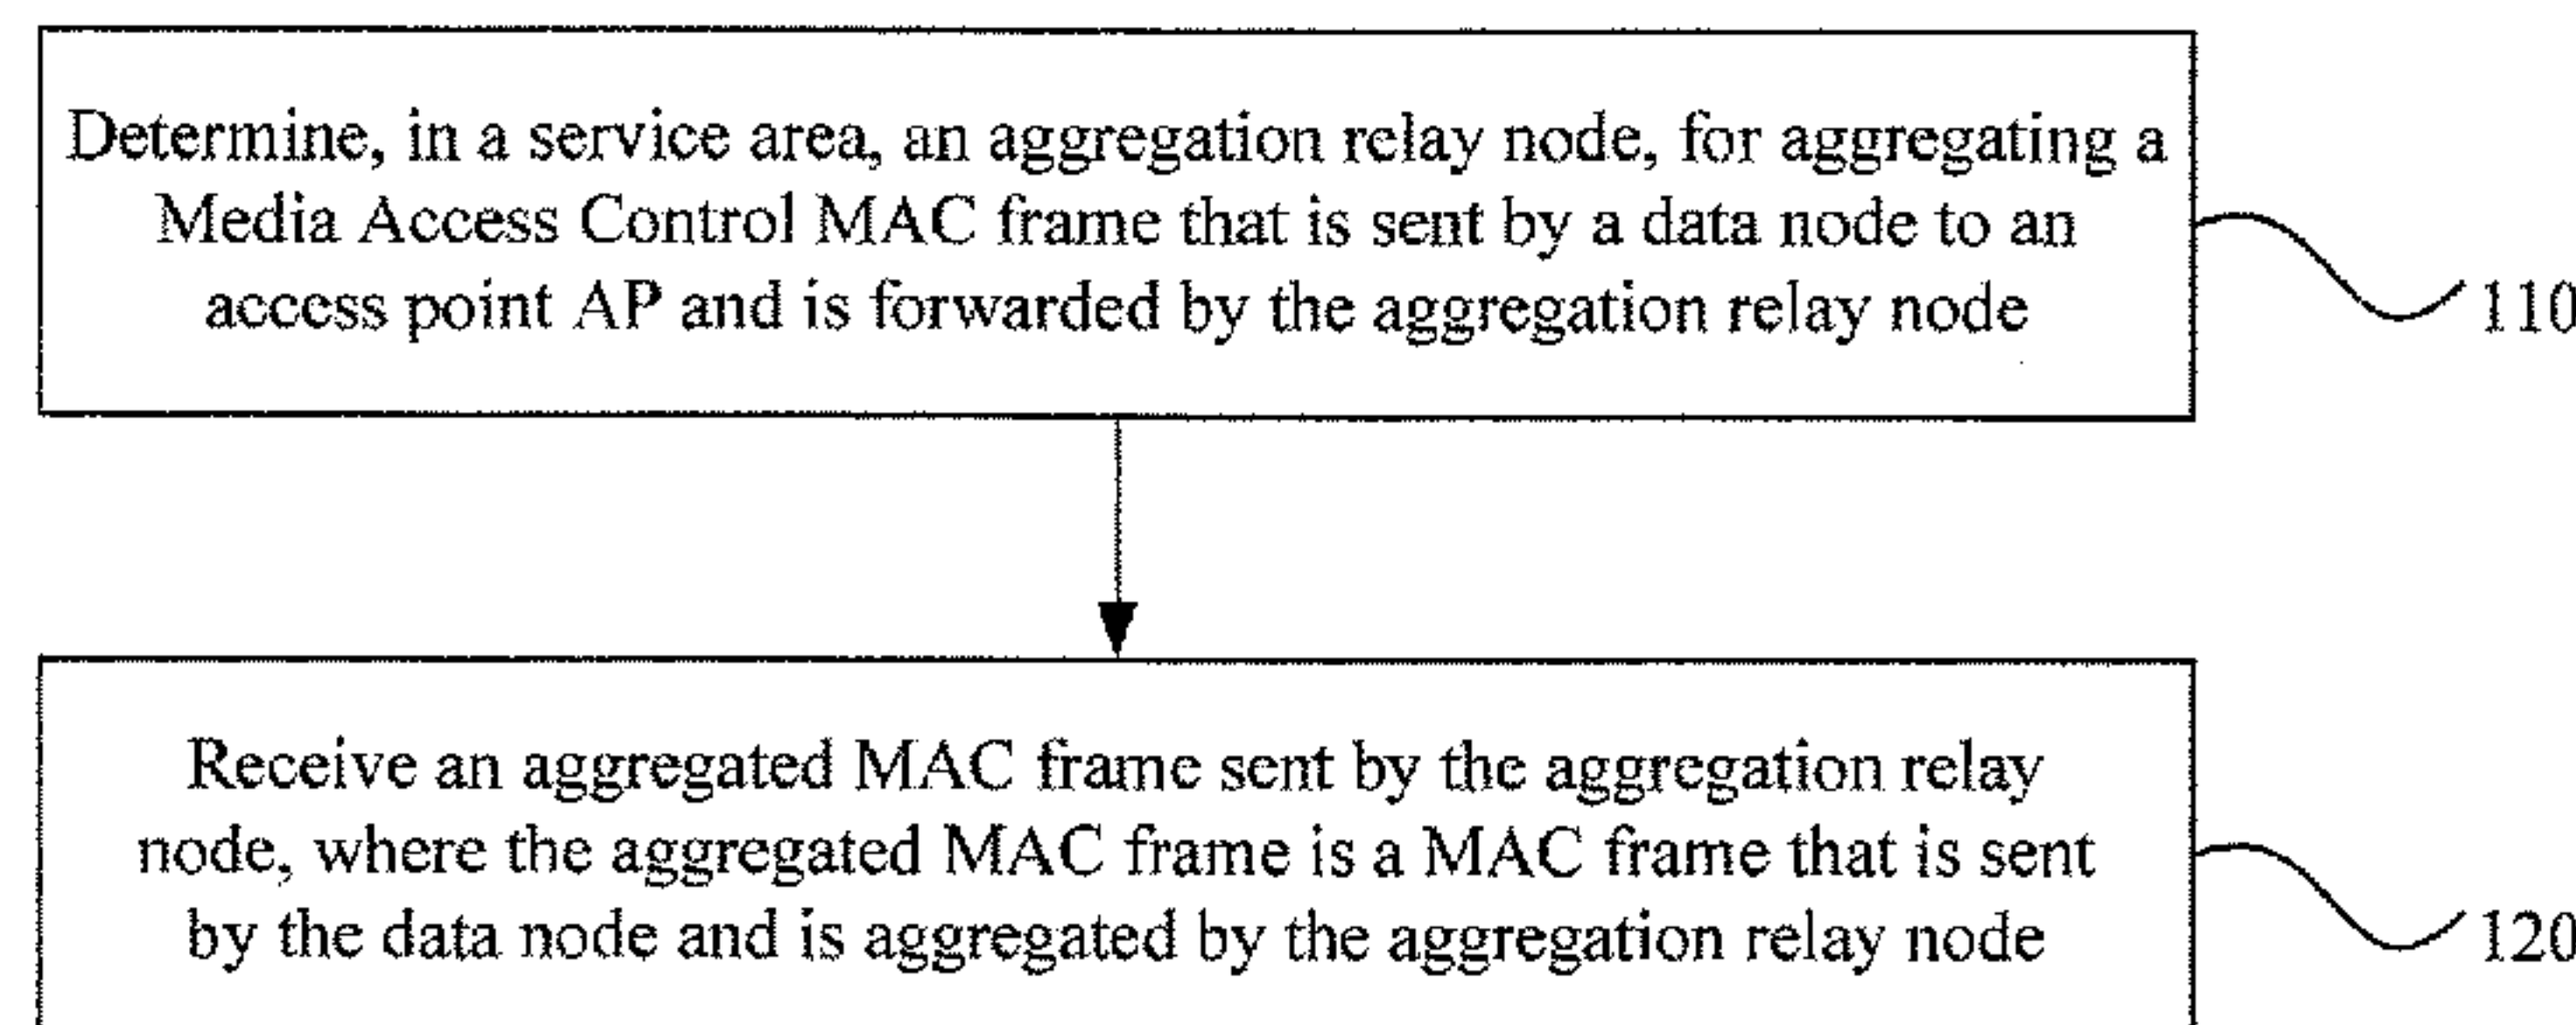 Determine, in a service area, an aggregation relay node, for aggregating a
Media Access Control MAC frame that is sent by a data node to an
access point AP and is forwarded by the aggregation relay node
110
Receive an aggregated MAC frame sent by the aggregation relay
node, where the aggregated MAC frame is a MAC frame that is sent
by the data node and is aggregated by the aggregation relay node
120